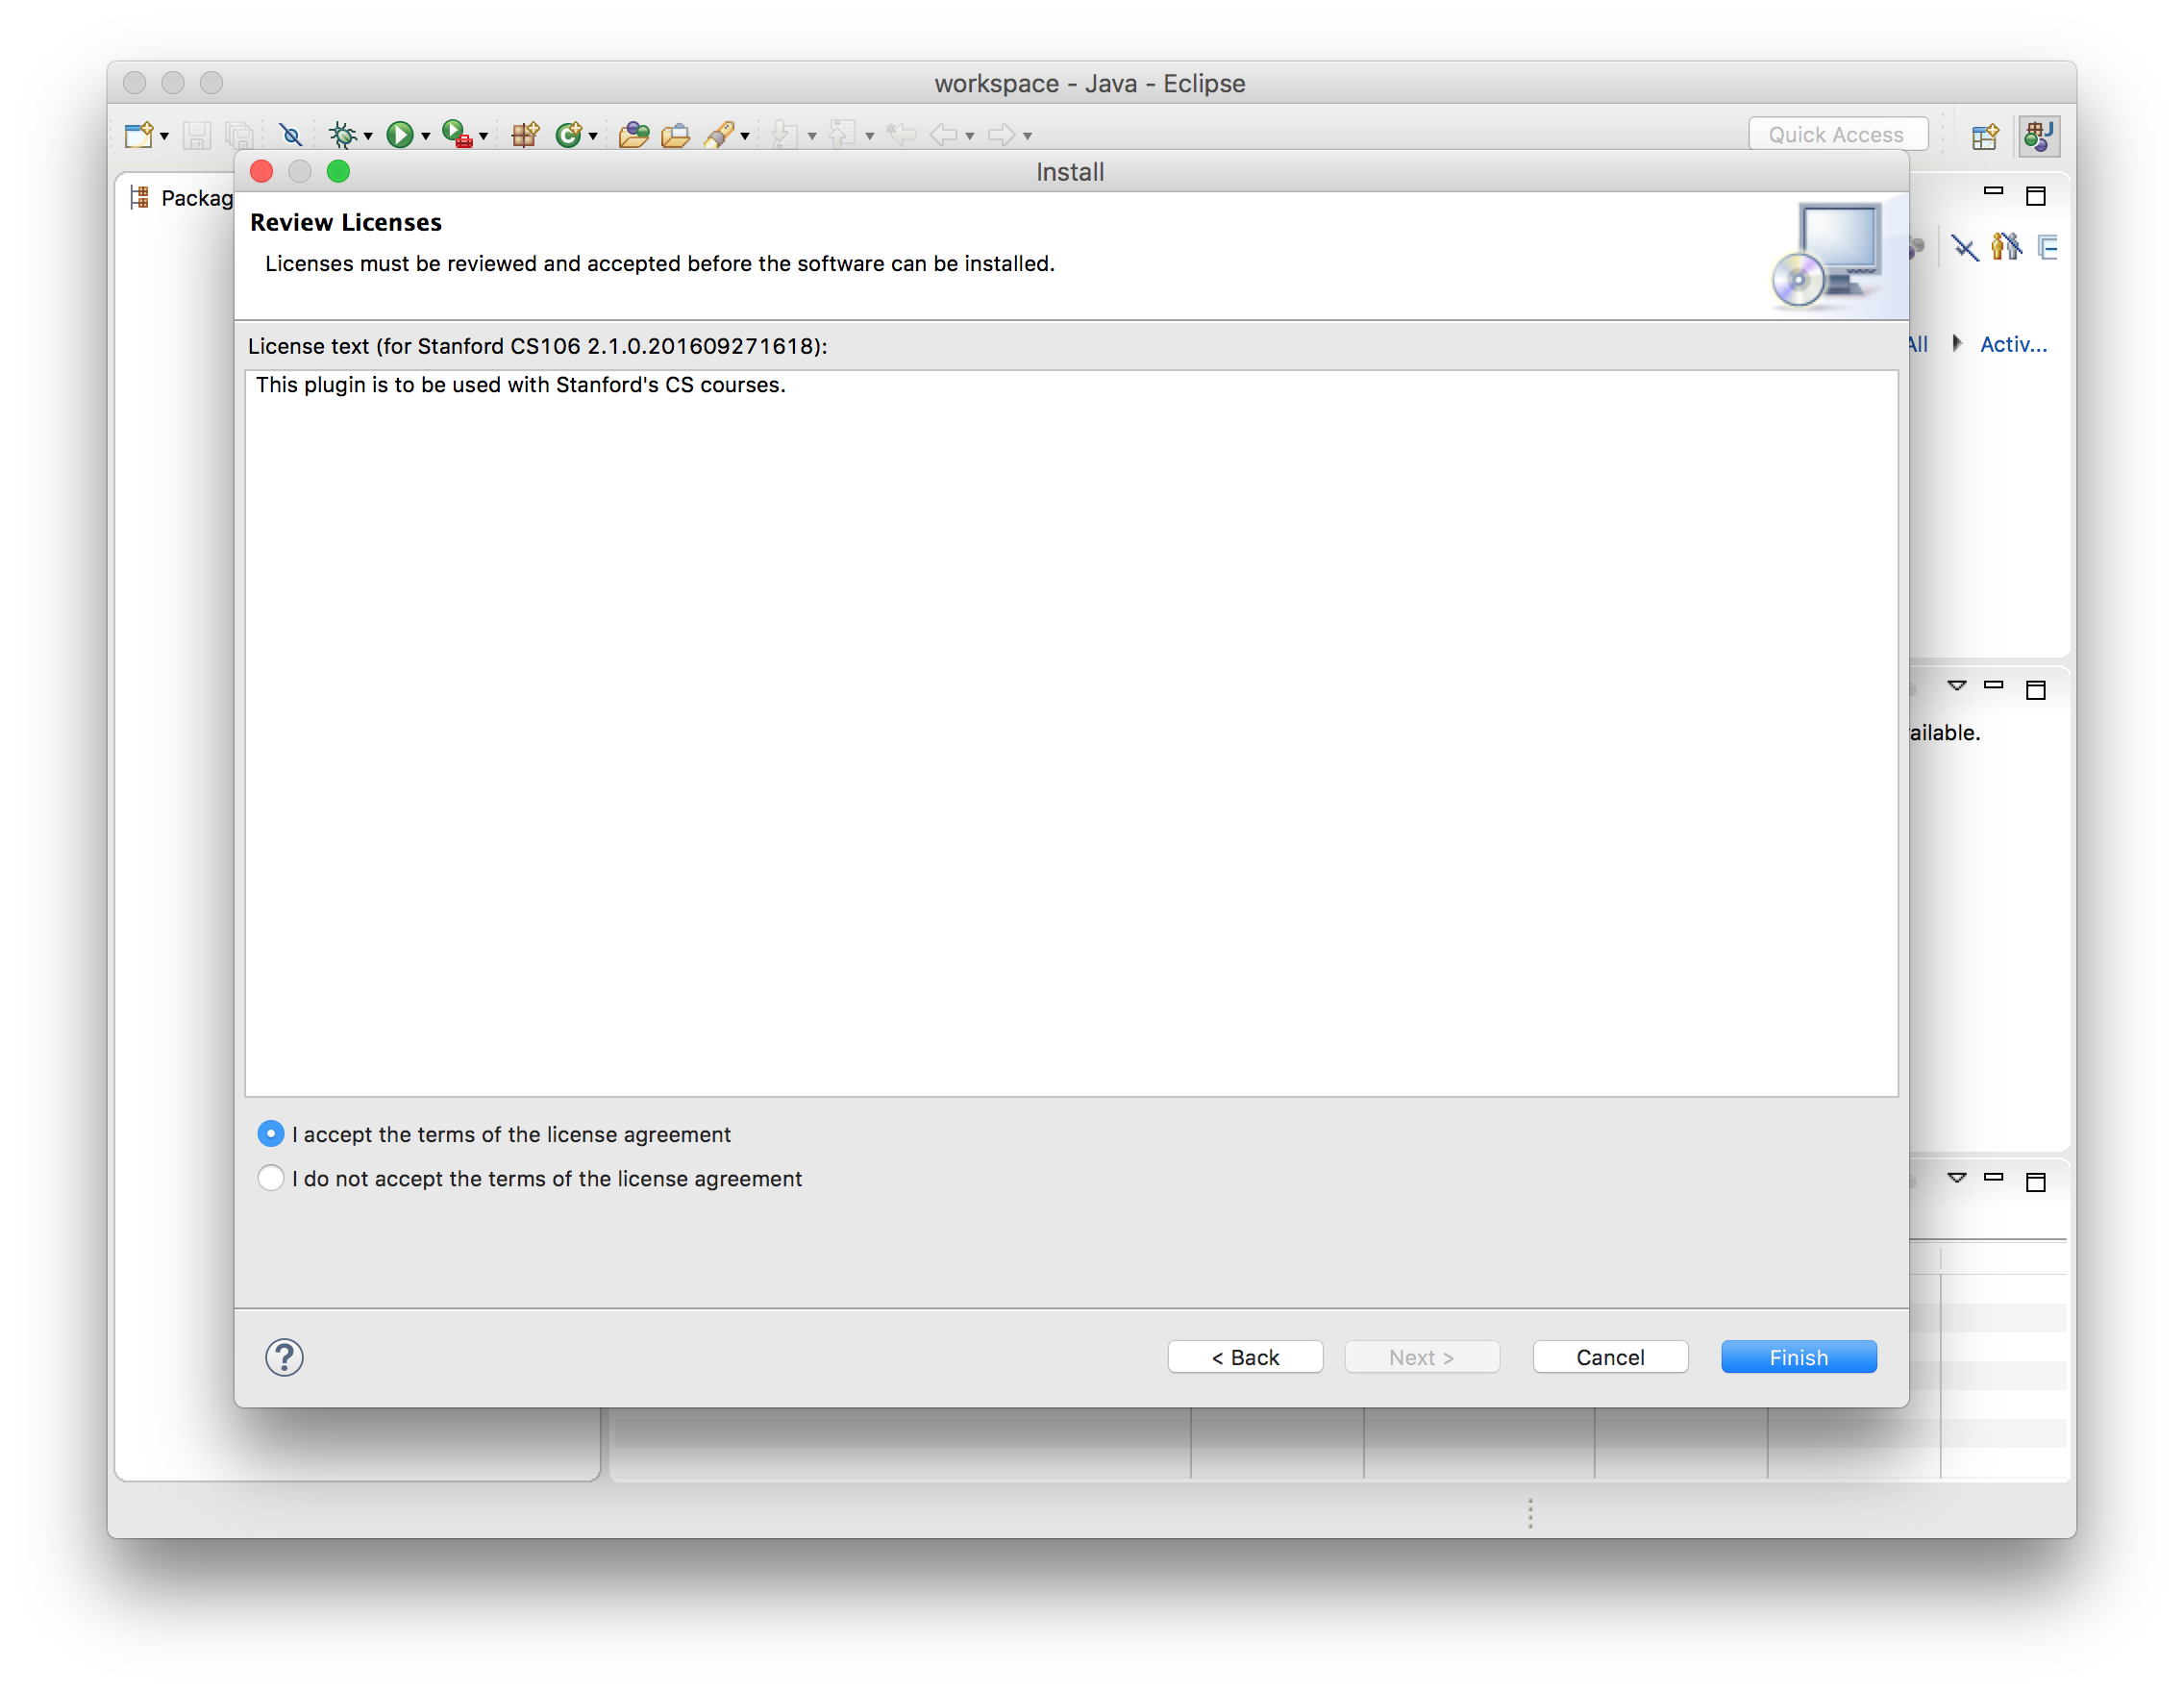 workspace - Java - Eclipse
Quick Access
Install
Packag
Review Licenses
Licenses must be reviewed and accepted before the software can be installed.
All
Activ...
License text (for Stanford CS106 2.1.0.201609271618):
This plugin is to be used with Stanford's CS courses.
ailable.
I accept the terms of the license agreement
I do not accept the terms of the license agreement
?
< Back
Next >
Cancel
Finish